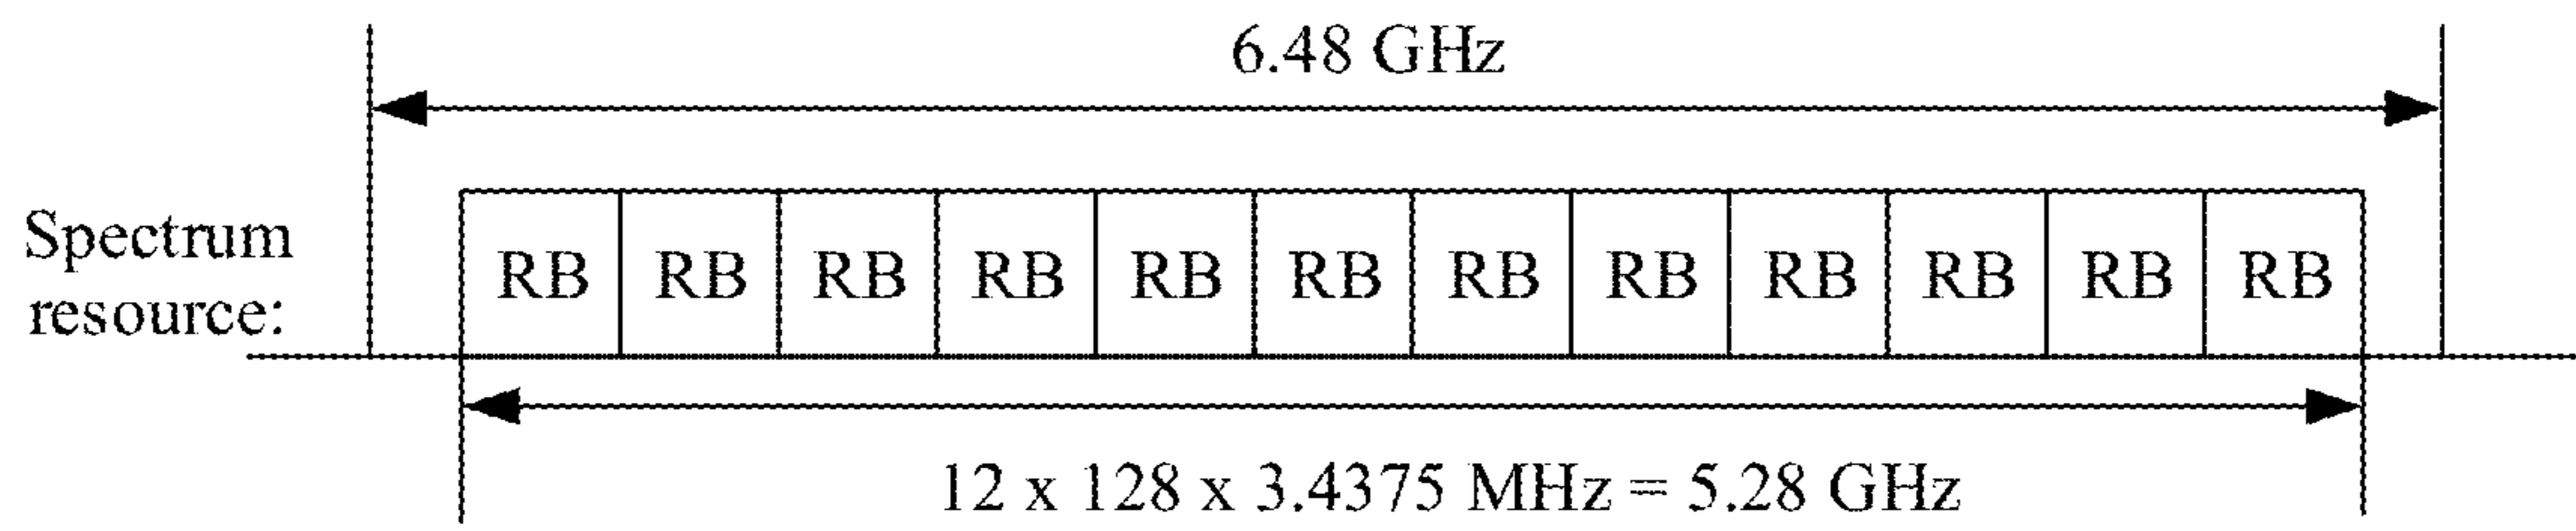 6.48 GHz
Spectrum
resource:
RB RB RB RB RB RB RB RB RB RB RB RB
12 x 128 x 3.4375 MHz = 5.28 GHz